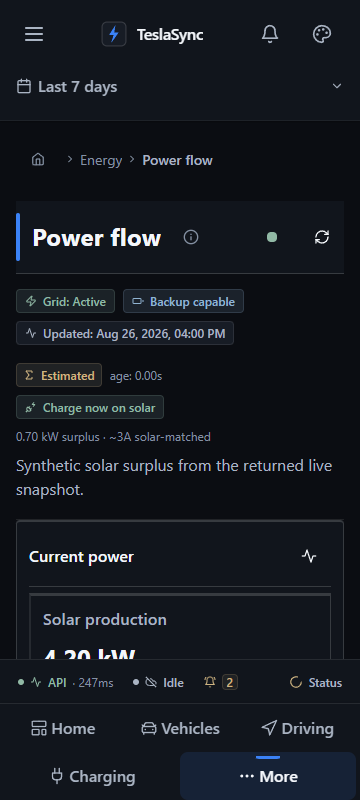 TeslaSync
Last 7 days
Energy > Power flow
Power flow
Grid: Active
Backup capable
Updated: Aug 26, 2026, 04:00 PM
Estimated
age: 0.00s
Charge now on solar
0.70 kW surplus · ~3A solar-matched
Synthetic solar surplus from the returned live
snapshot.
Current power
Solar production
4.20 kW
API · 247ms
Idle
2
Status
Home
Vehicles
Driving
Charging
More